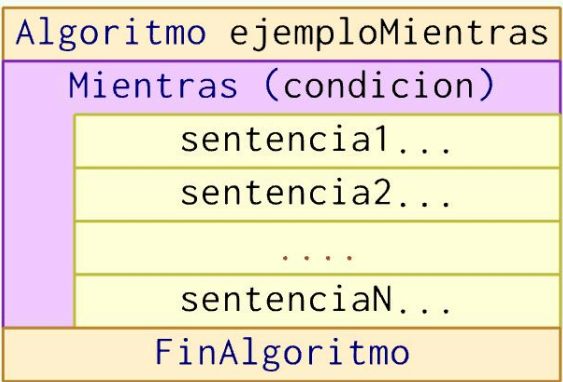 Algoritmo ejemploMientras
Mientras (condicion)
sentencia1...
sentencia2...
....
sentenciaN...
FinAlgoritmo